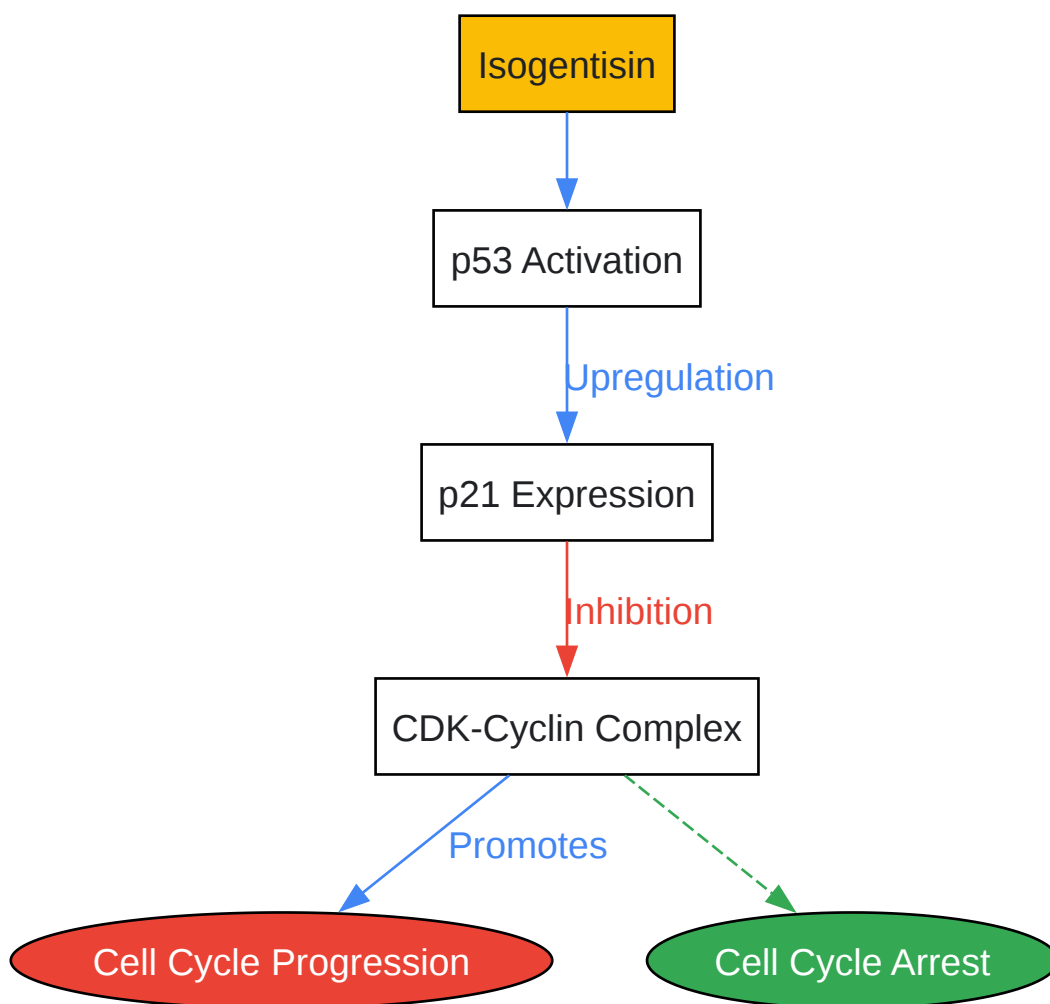 Isogentisin
p53 Activation
Upregulation
p21 Expression
Inhibition
CDK-Cyclin Complex
Promotes
Cell Cycle Progression
Cell Cycle Arrest